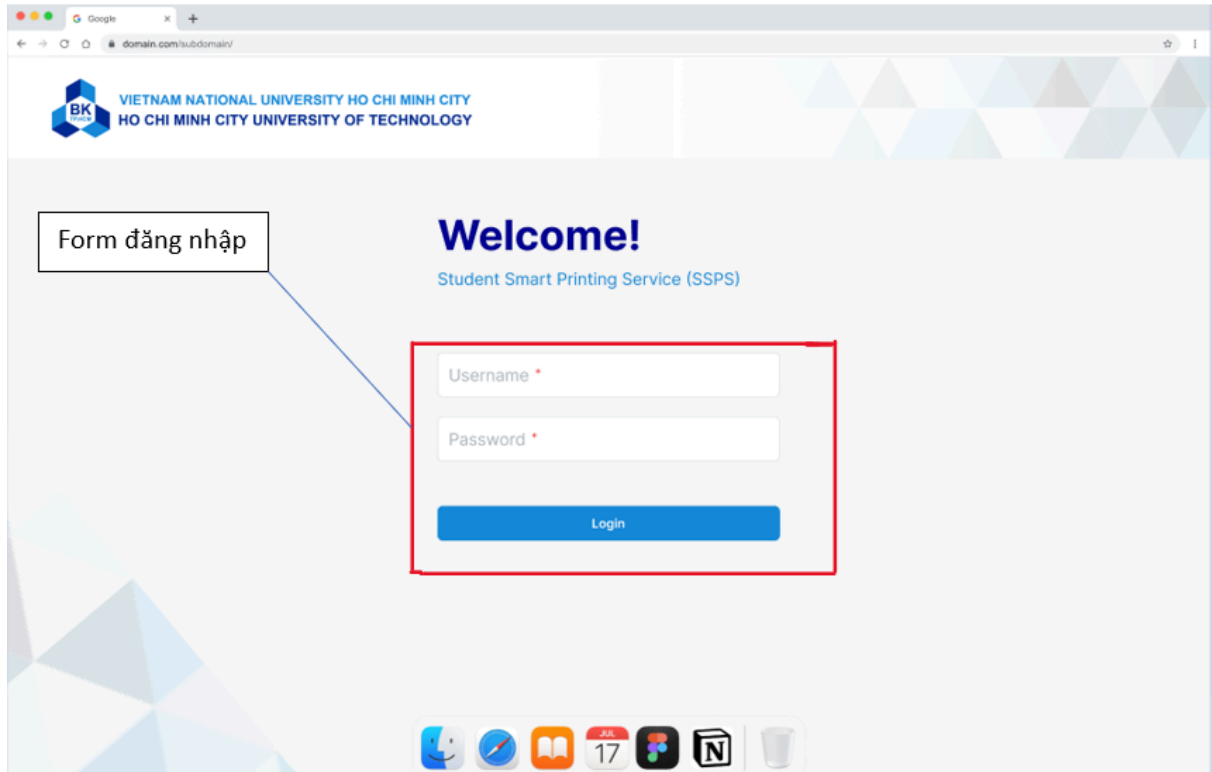 Google
domain.com/subdomain/
BK
TP.HCM
VIETNAM NATIONAL UNIVERSITY HO CHI MINH CITY
HO CHI MINH CITY UNIVERSITY OF TECHNOLOGY
Form đăng nhập
Welcome!
Student Smart Printing Service (SSPS)
Username *
Password *
Login
JUL
17
N